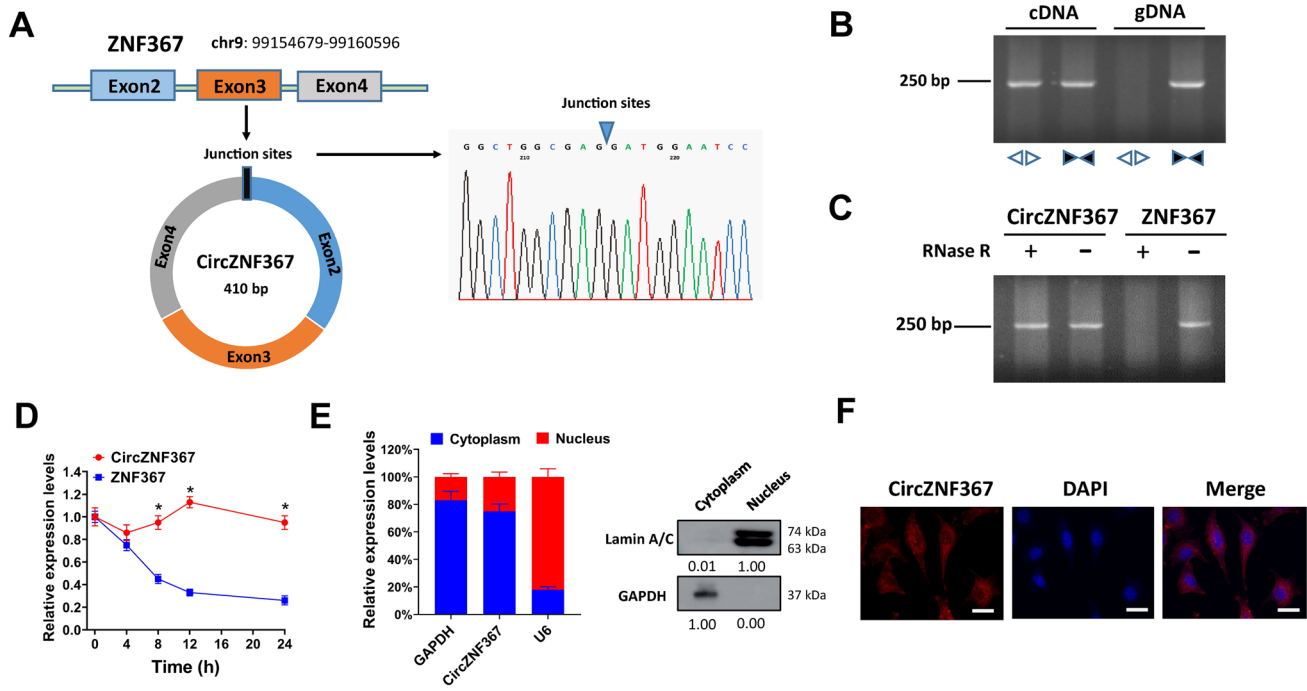 A
ZNF367 chr9: 99154679-99160596
Exon2 Exon3 Exon4
Junction sites
Exon4
Exon2
Exon3
CircZNF367
410 bp
Junction sites
G G C T G G C G A G G A T G G A A T C C
210 220
B
cDNA gDNA
250 bp
C
CircZNF367 ZNF367
RNase R + − + −
250 bp
D
CircZNF367
ZNF367
Relative expression levels
1.4
1.2
1.0
0.8
0.6
0.4
0.2
0.0
* * *
0 4 8 12 16 20 24
Time (h)
E
Cytoplasm Nucleus
Relative expression levels
120%
100%
80%
60%
40%
20%
0%
GAPDH CircZNF367 U6
Cytoplasm Nucleus
Lamin A/C 74 kDa
63 kDa
0.01 1.00
GAPDH 37 kDa
1.00 0.00
F
CircZNF367 DAPI Merge